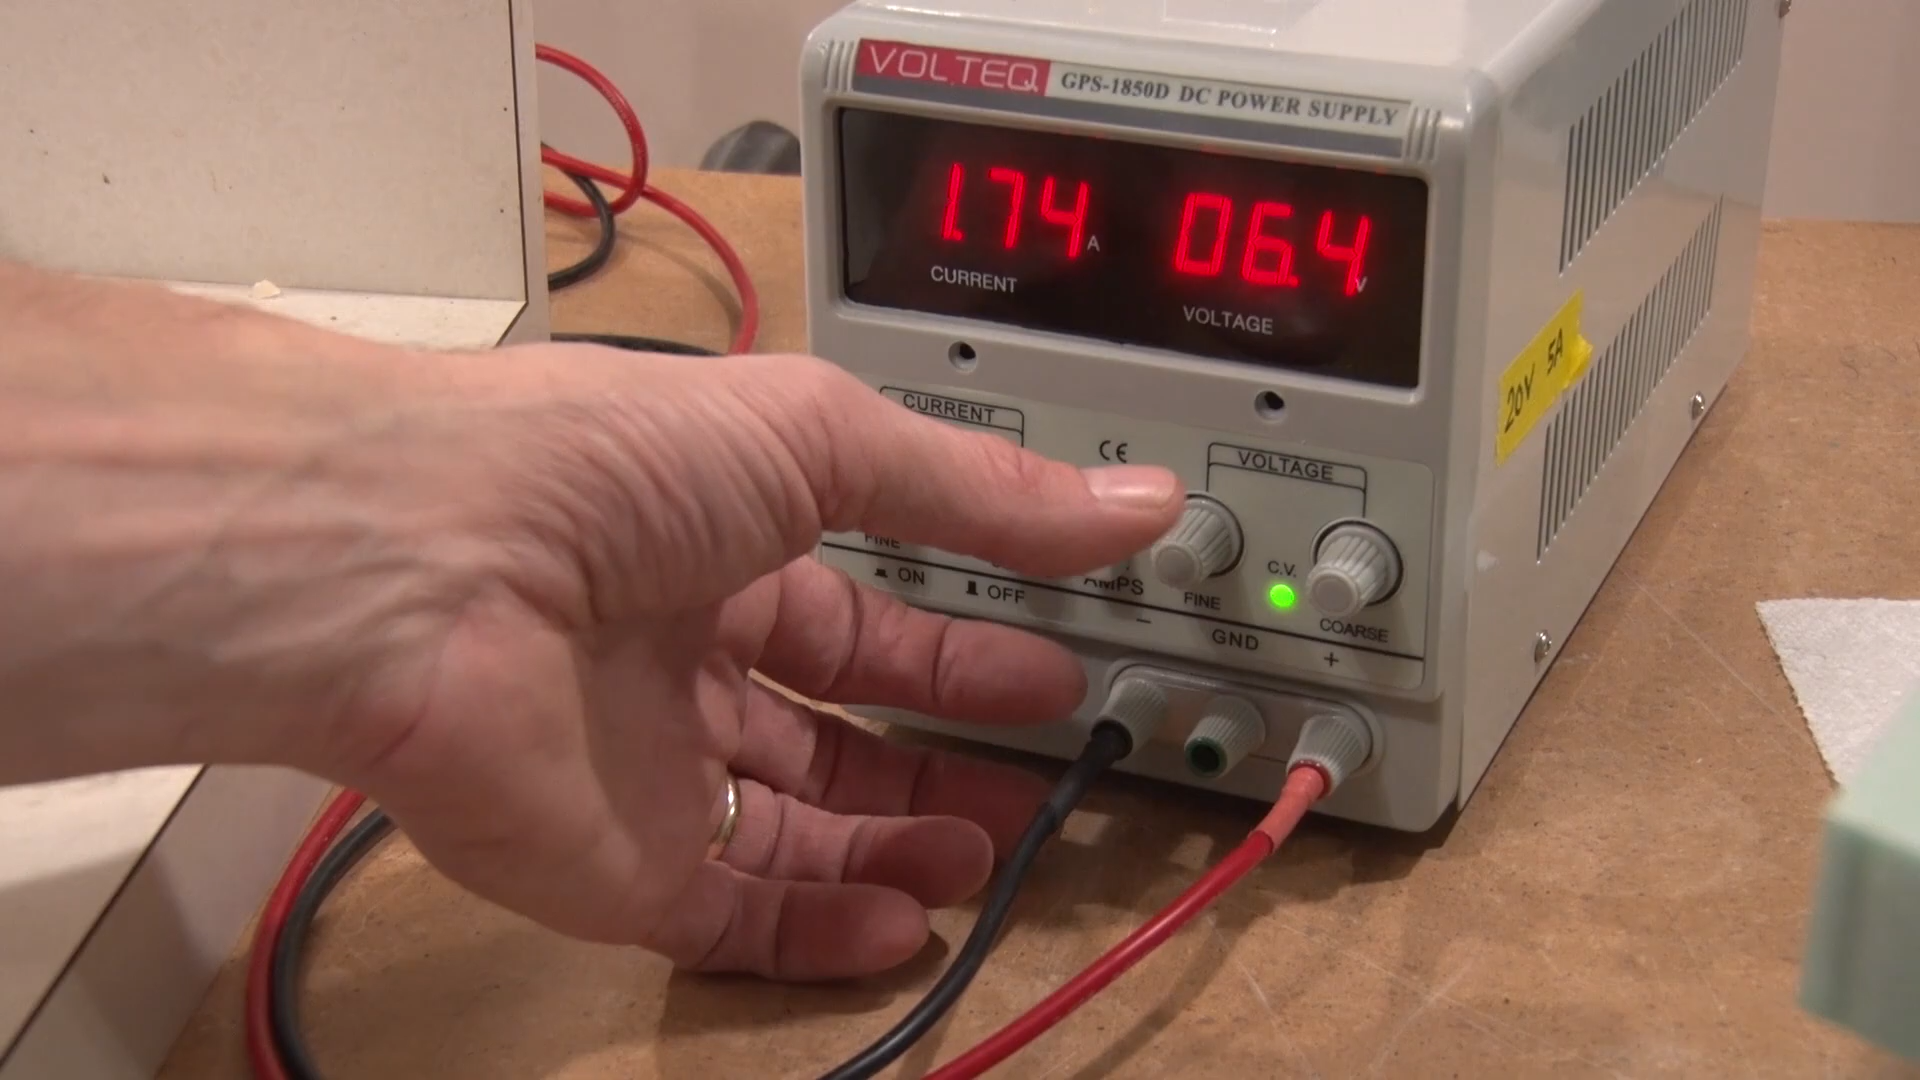 VOLTEQ GPS-1850D DC POWER SUPPLY
1.74 A 06.4 V
CURRENT VOLTAGE
20V 5A
CURRENT CE VOLTAGE
FINE AMPS FINE C.V. COARSE
ON OFF
- GND +